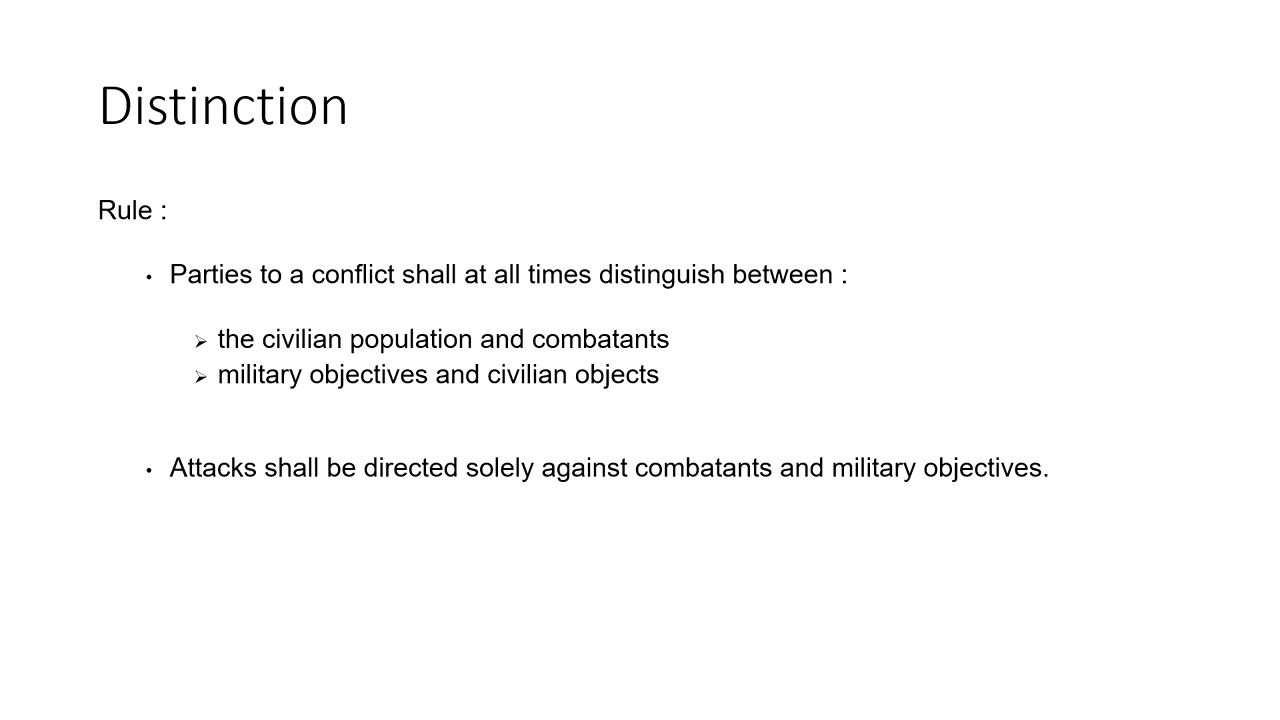 Distinction
Rule :
• Parties to a conflict shall at all times distinguish between :
➢ the civilian population and combatants
➢ military objectives and civilian objects
• Attacks shall be directed solely against combatants and military objectives.